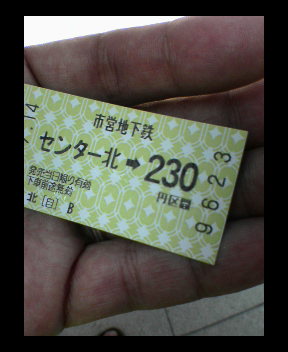 市営地下鉄
センター北➡230
円区間
発売当日限り有効
下車前途無効
北 [自] B
9623